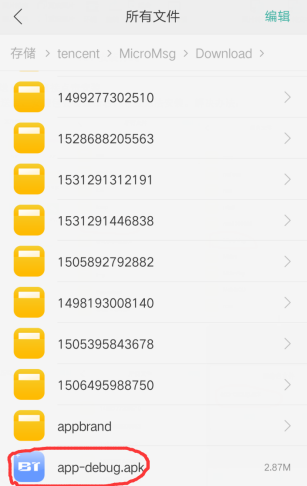 所有文件
编辑
存储 > tencent > MicroMsg > Download >
1499277302510
1528688205563
1531291312191
1531291446838
1505892792882
1498193008140
1505395843678
1506495988750
appbrand
BT app-debug.apk 2.87M